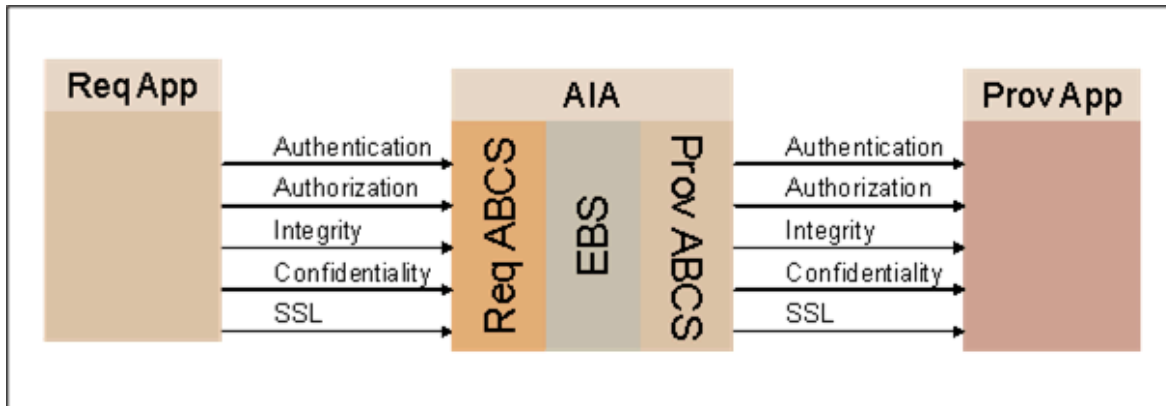 Req App
AIA
Prov App
Authentication
Authorization
Integrity
Confidentiality
SSL
Req ABCS
EBS
Prov ABCS
Authentication
Authorization
Integrity
Confidentiality
SSL